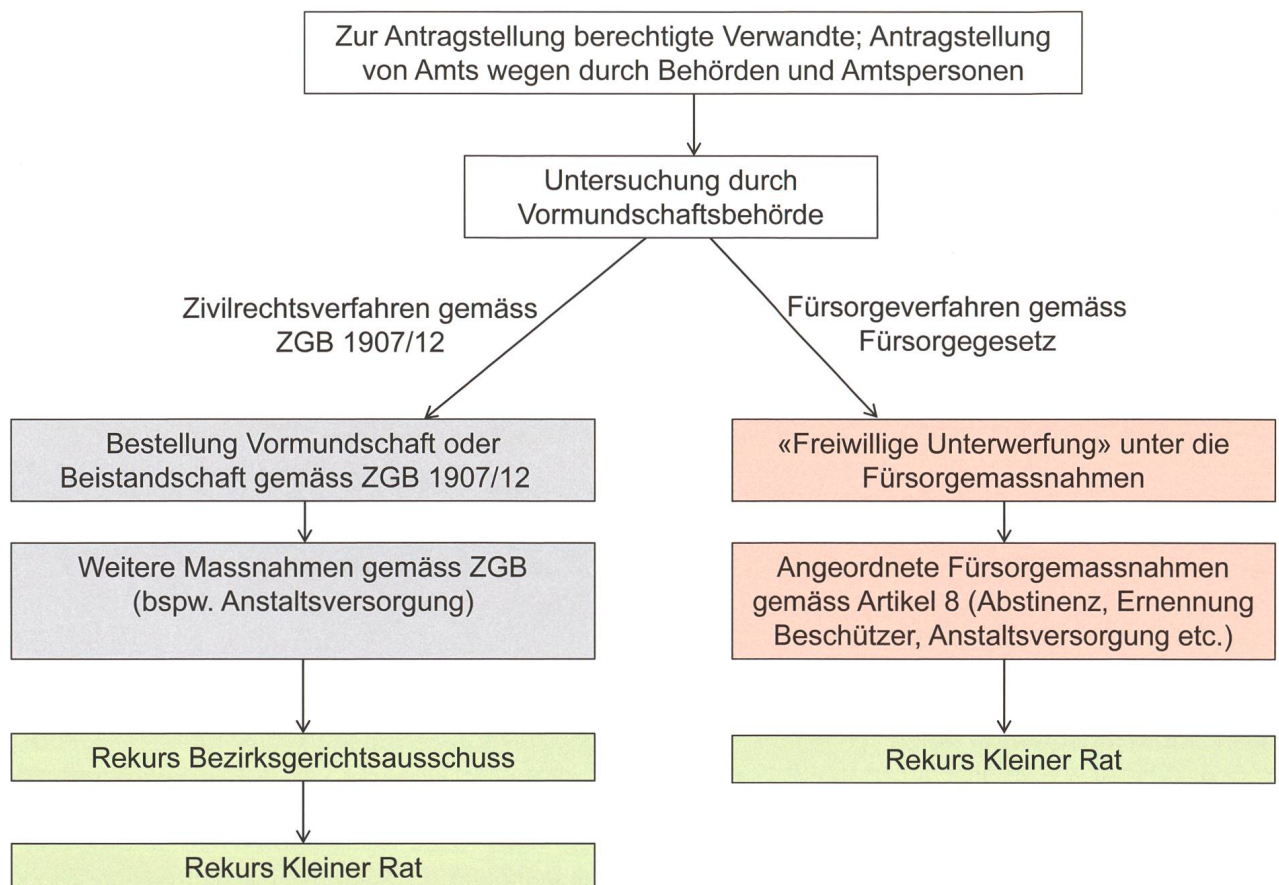 Zur Antragstellung berechtigte Verwandte; Antragstellung
von Amts wegen durch Behörden und Amtspersonen
Untersuchung durch
Vormundschaftsbehörde
Zivilrechtsverfahren gemäss
ZGB 1907/12
Fürsorgeverfahren gemäss
Fürsorgegesetz
Bestellung Vormundschaft oder
Beistandschaft gemäss ZGB 1907/12
«Freiwillige Unterwerfung» unter die
Fürsorgemassnahmen
Weitere Massnahmen gemäss ZGB
(bspw. Anstaltsversorgung)
Angeordnete Fürsorgemassnahmen
gemäss Artikel 8 (Abstinenz, Ernennung
Beschützer, Anstaltsversorgung etc.)
Rekurs Bezirksgerichtsausschuss
Rekurs Kleiner Rat
Rekurs Kleiner Rat